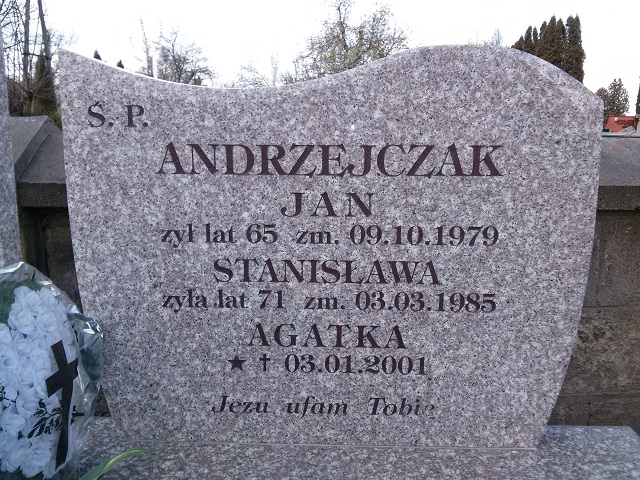 Ś. P.
ANDRZEJCZAK
JAN
żył lat 65 zm. 09.10.1979
STANISŁAWA
żyła lat 71 zm. 03.03.1985
AGATKA
★ † 03.01.2001
Jezu ufam Tobie